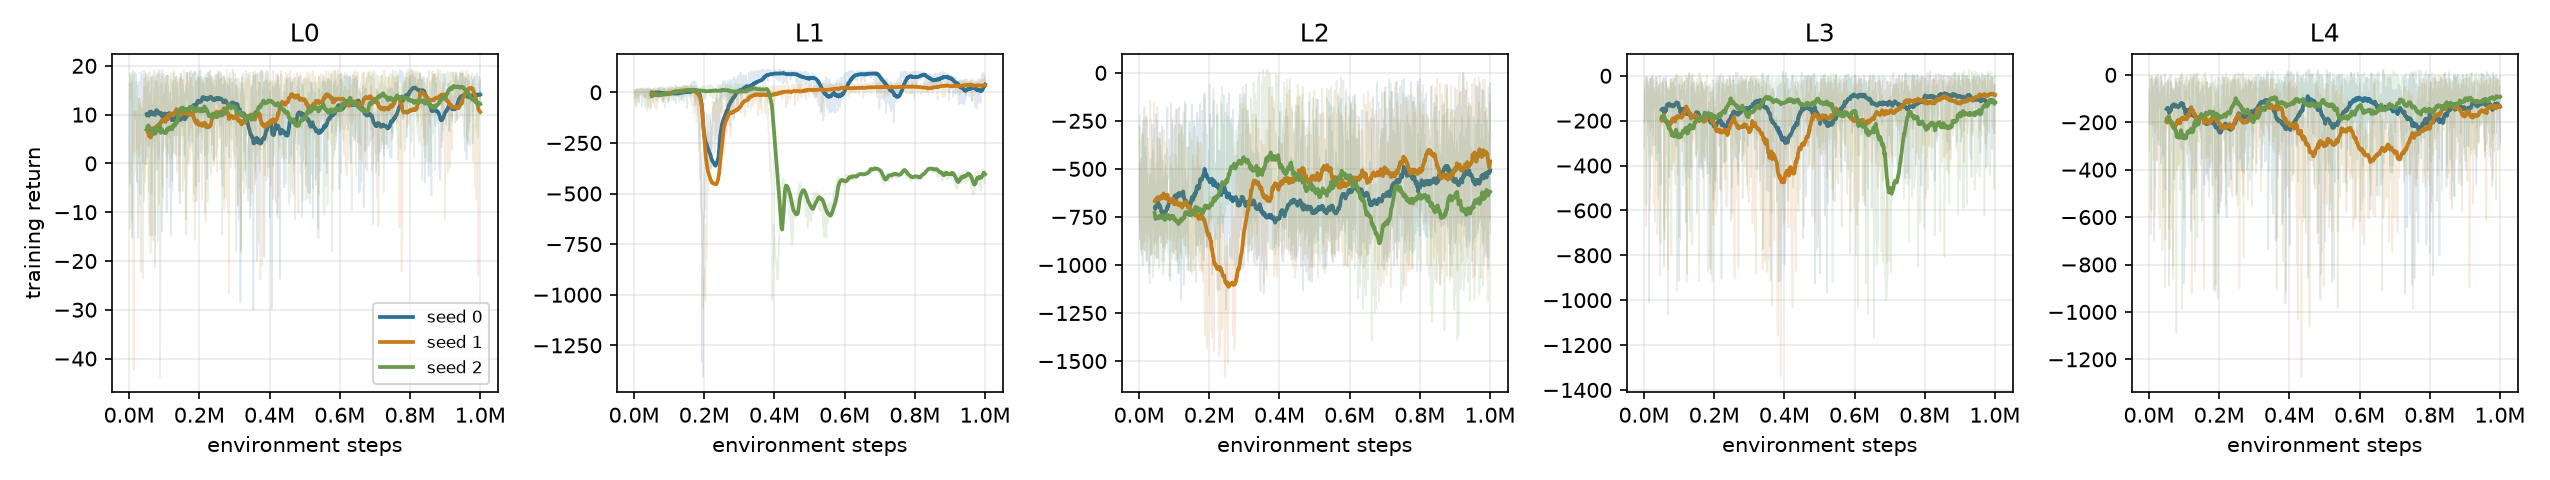 L0
20
10
0
−10
−20
−30
−40
training return
seed 0
seed 1
seed 2
0.0M 0.2M 0.4M 0.6M 0.8M 1.0M
environment steps
L1
0
−250
−500
−750
−1000
−1250
0.0M 0.2M 0.4M 0.6M 0.8M 1.0M
environment steps
L2
0
−250
−500
−750
−1000
−1250
−1500
0.0M 0.2M 0.4M 0.6M 0.8M 1.0M
environment steps
L3
0
−200
−400
−600
−800
−1000
−1200
−1400
0.0M 0.2M 0.4M 0.6M 0.8M 1.0M
environment steps
L4
0
−200
−400
−600
−800
−1000
−1200
0.0M 0.2M 0.4M 0.6M 0.8M 1.0M
environment steps